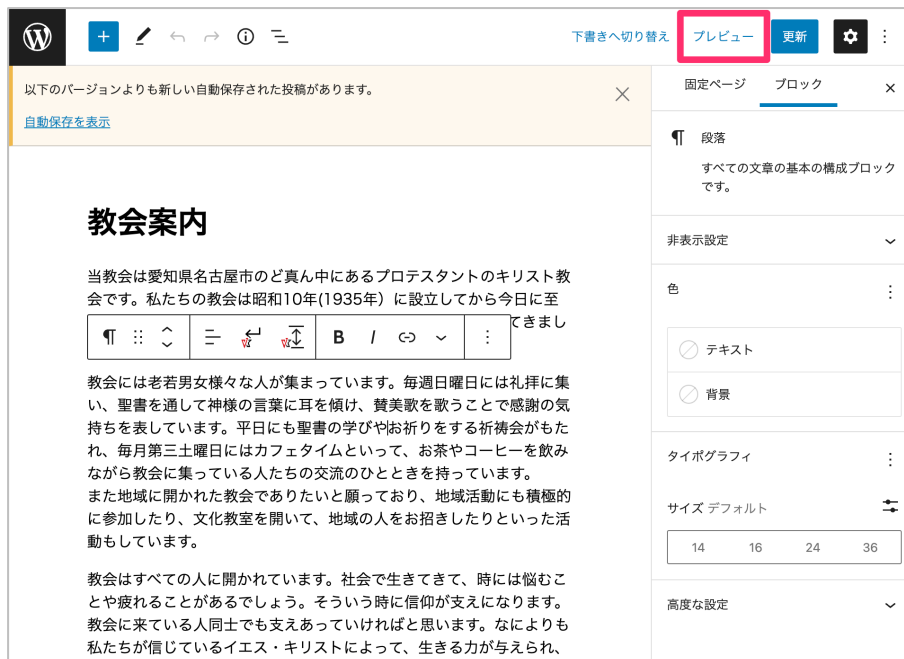 下書きへ切り替え プレビュー 更新
以下のバージョンよりも新しい自動保存された投稿があります。
自動保存を表示
教会案内
当教会は愛知県名古屋市のど真ん中にあるプロテスタントのキリスト教
会です。私たちの教会は昭和10年(1935年）に設立してから今日に至
てきまし
B I
教会には老若男女様々な人が集まっています。毎週日曜日には礼拝に集
い、聖書を通して神様の言葉に耳を傾け、賛美歌を歌うことで感謝の気
持ちを表しています。平日にも聖書の学びやお祈りをする祈祷会がもた
れ、毎月第三土曜日にはカフェタイムといって、お茶やコーヒーを飲み
ながら教会に集っている人たちの交流のひとときを持っています。
また地域に開かれた教会でありたいと願っており、地域活動にも積極的
に参加したり、文化教室を開いて、地域の人をお招きしたりといった活
動もしています。
教会はすべての人に開かれています。社会で生きてきて、時には悩むこ
とや疲れることがあるでしょう。そういう時に信仰が支えになります。
教会に来ている人同士でも支えあっていければと思います。なによりも
私たちが信じているイエス・キリストによって、生きる力が与えられ、
固定ページ ブロック
段落
すべての文章の基本の構成ブロック
です。
非表示設定
色
テキスト
背景
タイポグラフィ
サイズ デフォルト
14 16 24 36
高度な設定